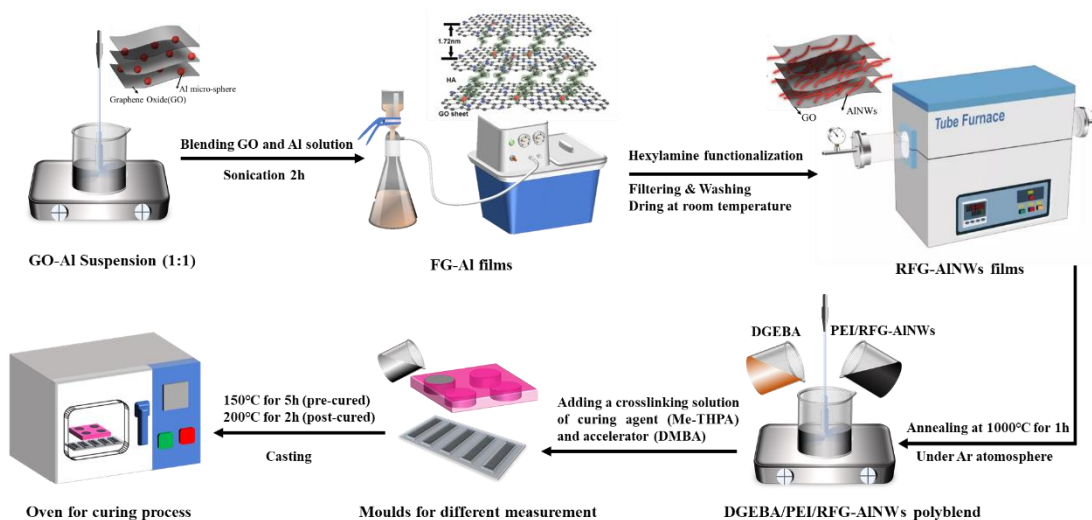 Al micro-sphere
Graphene Oxide(GO)
GO-Al Suspension (1:1)
Blending GO and Al solution
Sonication 2h
1.72nm
HA
GO sheet
FG-Al films
Hexylamine functionalization
Filtering & Washing
Dring at room temperature
GO
AlNWs
Tube Furnace
RFG-AlNWs films
Annealing at 1000℃ for 1h
Under Ar atomosphere
DGEBA
PEI/RFG-AlNWs
DGEBA/PEI/RFG-AlNWs polyblend
Adding a crosslinking solution
of curing agent (Me-THPA)
and accelerator (DMBA)
Moulds for different measurement
150℃ for 5h (pre-cured)
200℃ for 2h (post-cured)
Casting
Oven for curing process